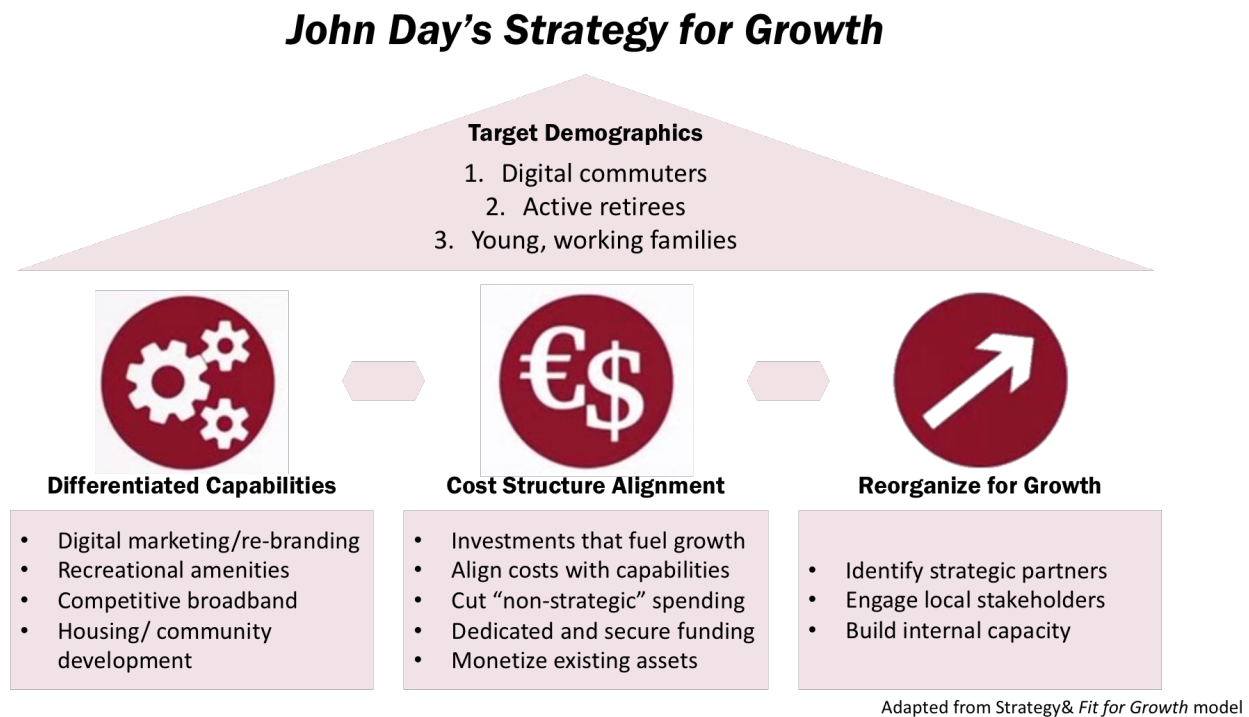 John Day’s Strategy for Growth
Target Demographics
1. Digital commuters
2. Active retirees
3. Young, working families
€$
Differentiated Capabilities
• Digital marketing/re-branding
• Recreational amenities
• Competitive broadband
• Housing/ community
development
Cost Structure Alignment
• Investments that fuel growth
• Align costs with capabilities
• Cut “non-strategic” spending
• Dedicated and secure funding
• Monetize existing assets
Reorganize for Growth
• Identify strategic partners
• Engage local stakeholders
• Build internal capacity
Adapted from Strategy& Fit for Growth model